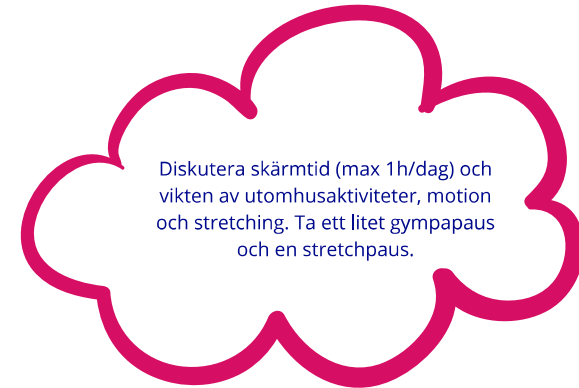 Diskutera skärmtid (max 1h/dag) och
vikten av utomhusaktiviteter, motion
och stretching. Ta ett litet gympapaus
och en stretchpaus.